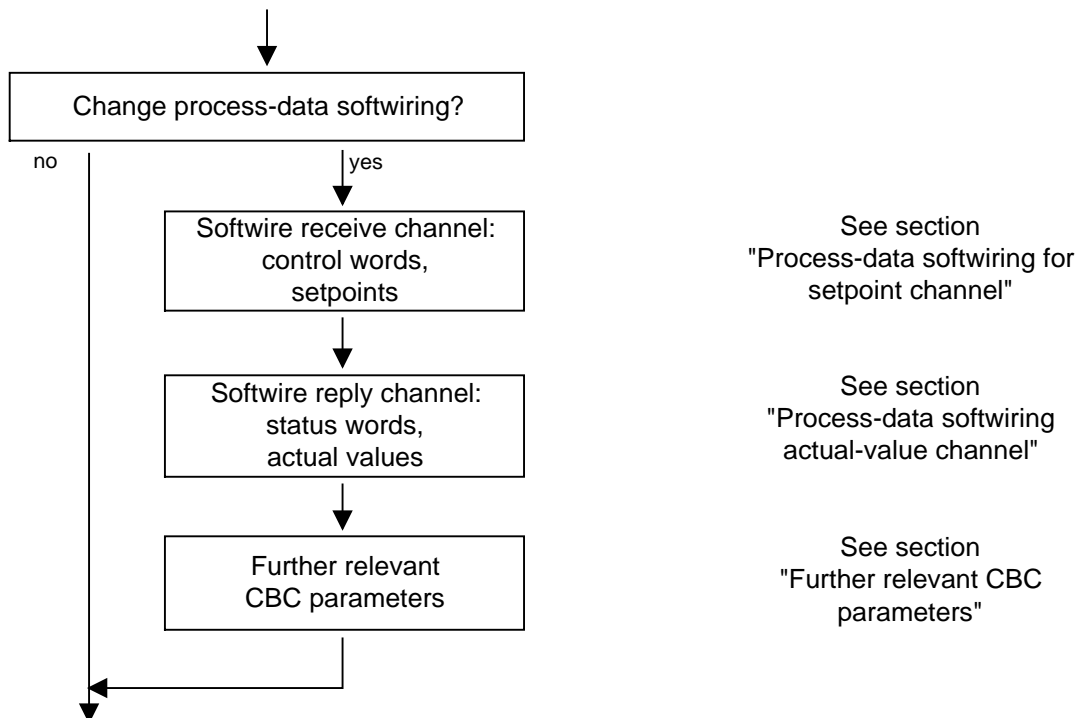 Change process-data softwiring?
no
yes
Softwire receive channel:
control words,
setpoints
See section
"Process-data softwiring for
setpoint channel"
Softwire reply channel:
status words,
actual values
See section
"Process-data softwiring
actual-value channel"
Further relevant
CBC parameters
See section
"Further relevant CBC
parameters"